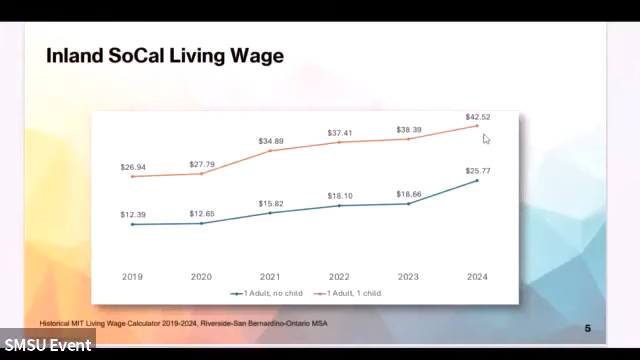 Inland SoCal Living Wage
$42.52
$38.39
$37.41
$34.89
$26.94
$27.79
$25.77
$18.10
$18.66
$15.82
$12.39
$12.65
2019 2020 2021 2022 2023 2024
1 Adult, no child 1 Adult, 1 child
Historical MIT Living Wage Calculator 2019-2024, Riverside-San Bernardino-Ontario MSA
5
SMSU Event